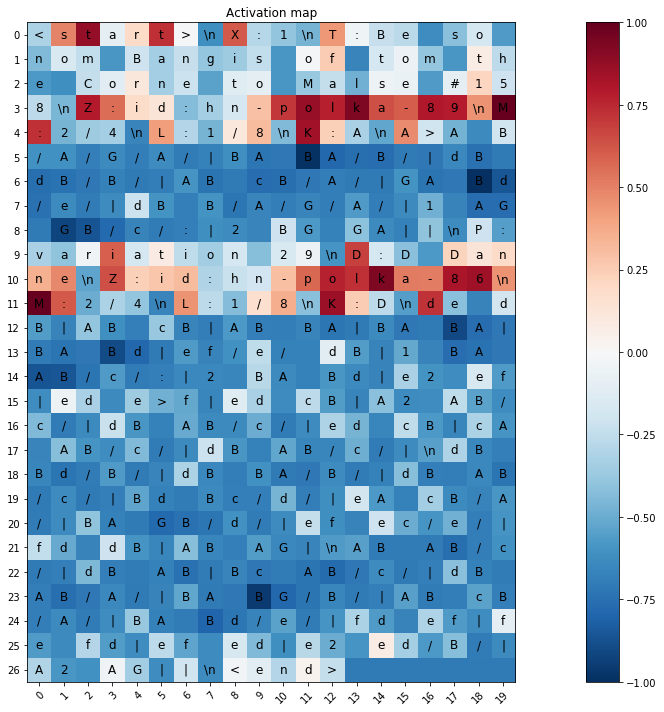 Activation map
0 < s t a r t > \n X : 1 \n T : B e s o
1 n o m B a n g i s o f t o m t h
2 e C o r n e t o M a l s e # 1 5
3 8 \n Z : i d : h n - p o l k a - 8 9 \n M
4 : 2 / 4 \n L : 1 / 8 \n K : A \n A > A B
5 / A / G / A / | B A B A / B / | d B
6 d B / B / | A B c B / A / | G A B d
7 / e / | d B B / A / G / A / | 1 A G
8 G B / c / : | 2 B G G A | | \n P :
9 v a r i a t i o n 2 9 \n D : D D a n
10 n e \n Z : i d : h n - p o l k a - 8 6 \n
11 M : 2 / 4 \n L : 1 / 8 \n K : D \n d e d
12 B | A B c B | A B B A | B A B A |
13 B A B d | e f / e / d B | 1 B A
14 A B / c / : | 2 B A B d | e 2 e f
15 | e d e > f | e d c B | A 2 A B /
16 c / | d B A B / c / | e d c B | c A
17 A B / c / | d B A B / c / | \n d B
18 B d / B / | d B B A / B / | d B A B
19 / c / | B d B c / d / | e A c B / A
20 / | B A G B / d / | e f e c / e / |
21 f d d B | A B A G | \n A B A B / c
22 / | d B A B | B c A B / c / | d B
23 A B / A / | B A B G / B / | A B c B
24 / A / | B A B d / e / | f d e f | f
25 e f d | e f e d | e 2 e d / B / |
26 A 2 A G | | \n < e n d >
0 1 2 3 4 5 6 7 8 9 10 11 12 13 14 15 16 17 18 19
1.00
0.75
0.50
0.25
0.00
−0.25
−0.50
−0.75
−1.00